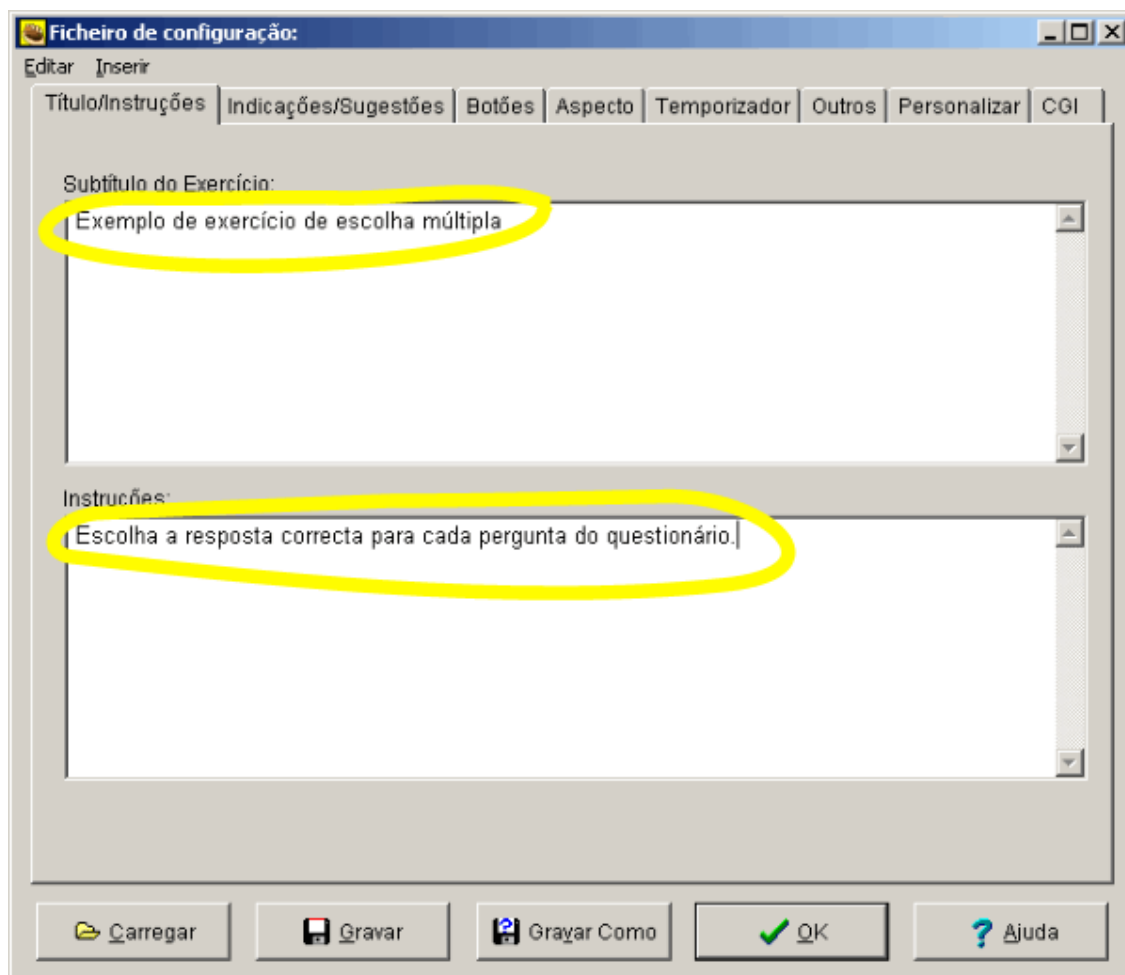 Ficheiro de configuração:
Editar Inserir
Título/Instruções Indicações/Sugestões Botões Aspecto Temporizador Outros Personalizar CGI
Subtítulo do Exercício:
Exemplo de exercício de escolha múltipla
Instruções:
Escolha a resposta correcta para cada pergunta do questionário.
Carregar Gravar Gravar Como OK Ajuda